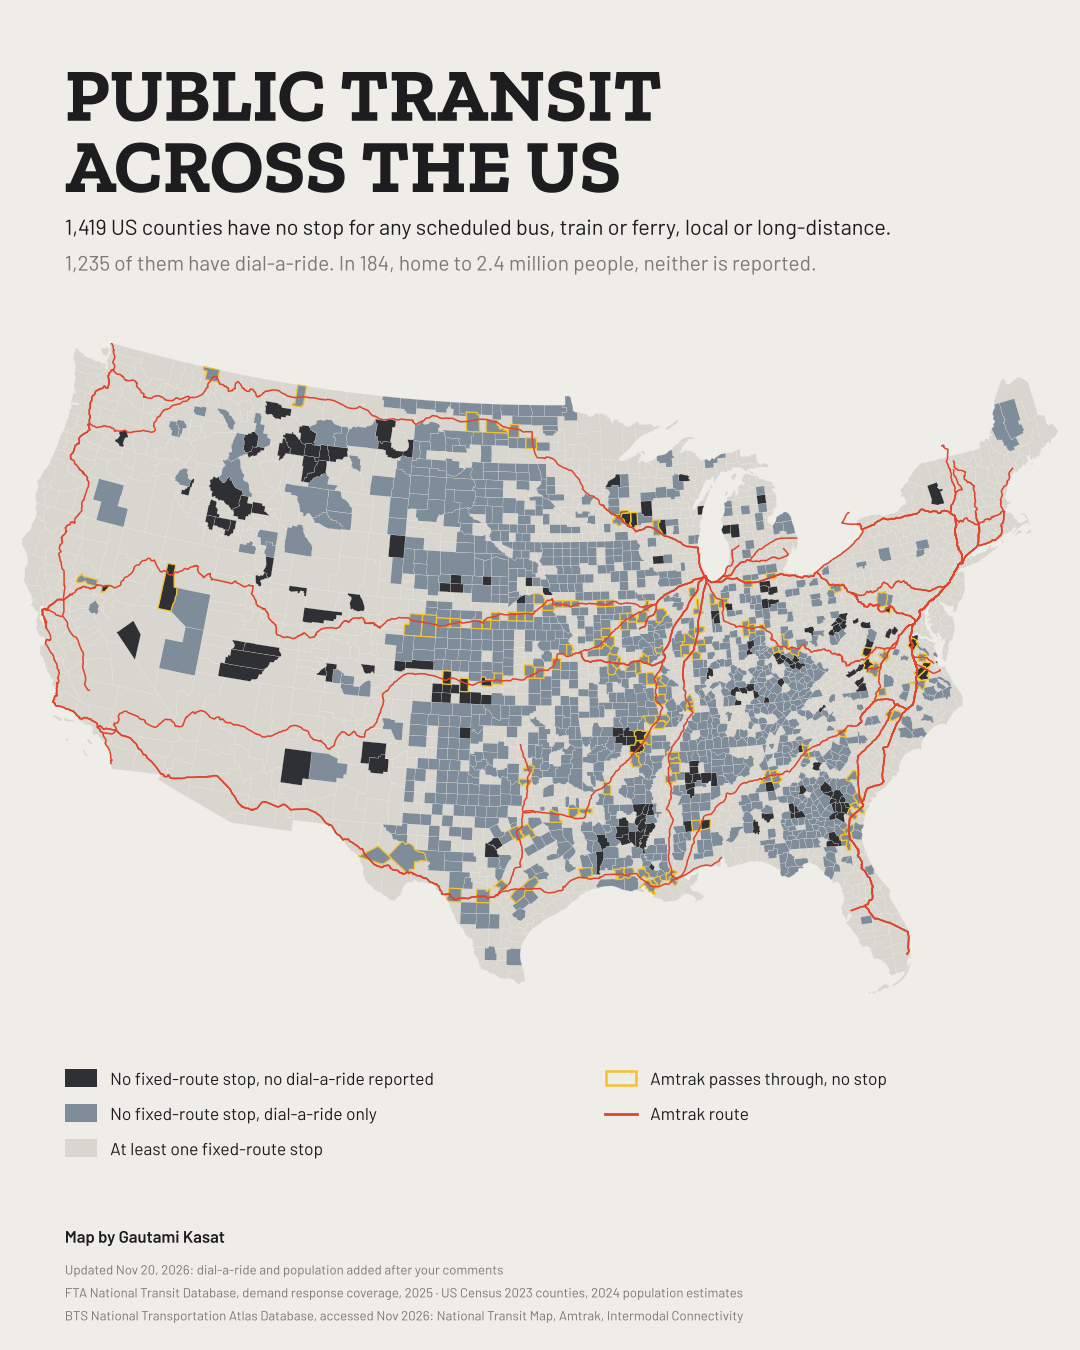 PUBLIC TRANSIT
ACROSS THE US
1,419 US counties have no stop for any scheduled bus, train or ferry, local or long-distance.
1,235 of them have dial-a-ride. In 184, home to 2.4 million people, neither is reported.
No fixed-route stop, no dial-a-ride reported
No fixed-route stop, dial-a-ride only
At least one fixed-route stop
Amtrak passes through, no stop
Amtrak route
Map by Gautami Kasat
Updated Nov 20, 2026: dial-a-ride and population added after your comments
FTA National Transit Database, demand response coverage, 2025 · US Census 2023 counties, 2024 population estimates
BTS National Transportation Atlas Database, accessed Nov 2026: National Transit Map, Amtrak, Intermodal Connectivity